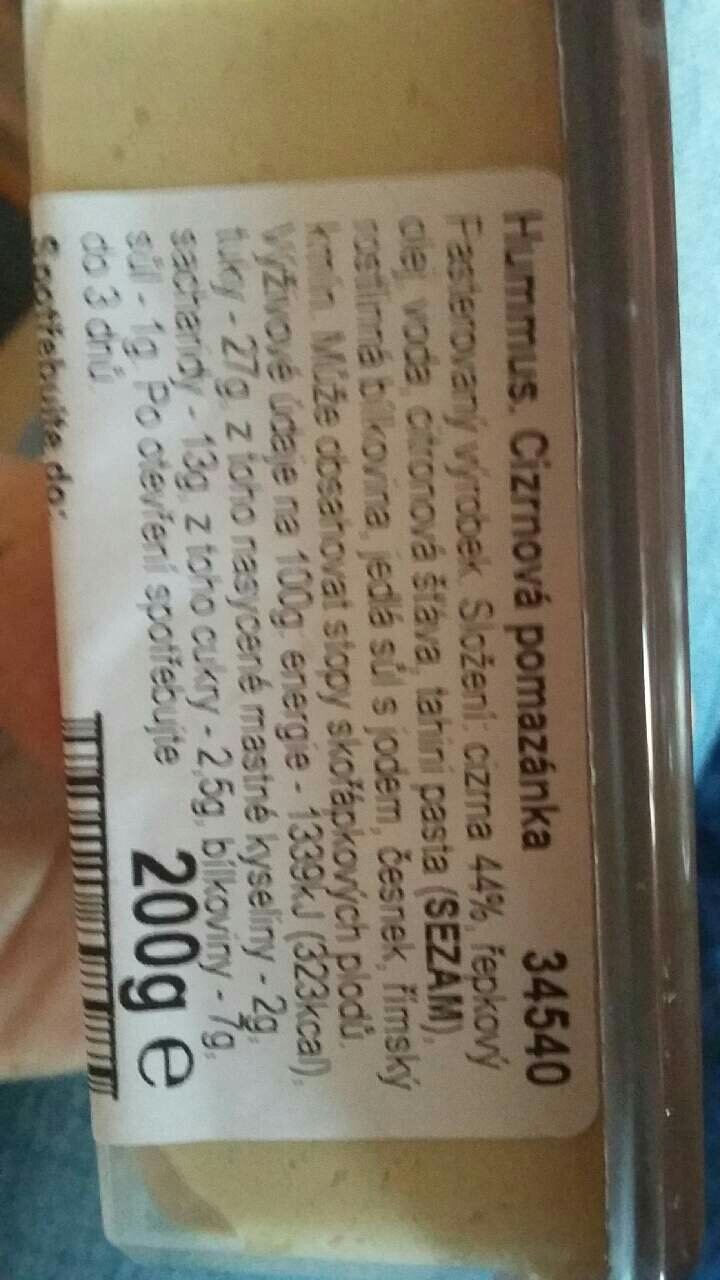 Hummus. Cizrnová pomazánka 34540
Pasterovaný výrobek. Složení: cizrna 44%, řepkový
olej, voda, citronová šťáva, tahini pasta (SEZAM),
rostlinná bílkovina, jedlá sůl s jodem, česnek, římský
kmín. Může obsahovat stopy skořápkových plodů.
Výživové údaje na 100g: energie - 1339kJ (323kcal),
tuky - 27g, z toho nasycené mastné kyseliny - 2g,
sacharidy - 13g, z toho cukry - 2,5g, bílkoviny - 7g,
sůl - 1g. Po otevření spotřebujte
do 3 dnů.
200g e
Spotřebujte do: